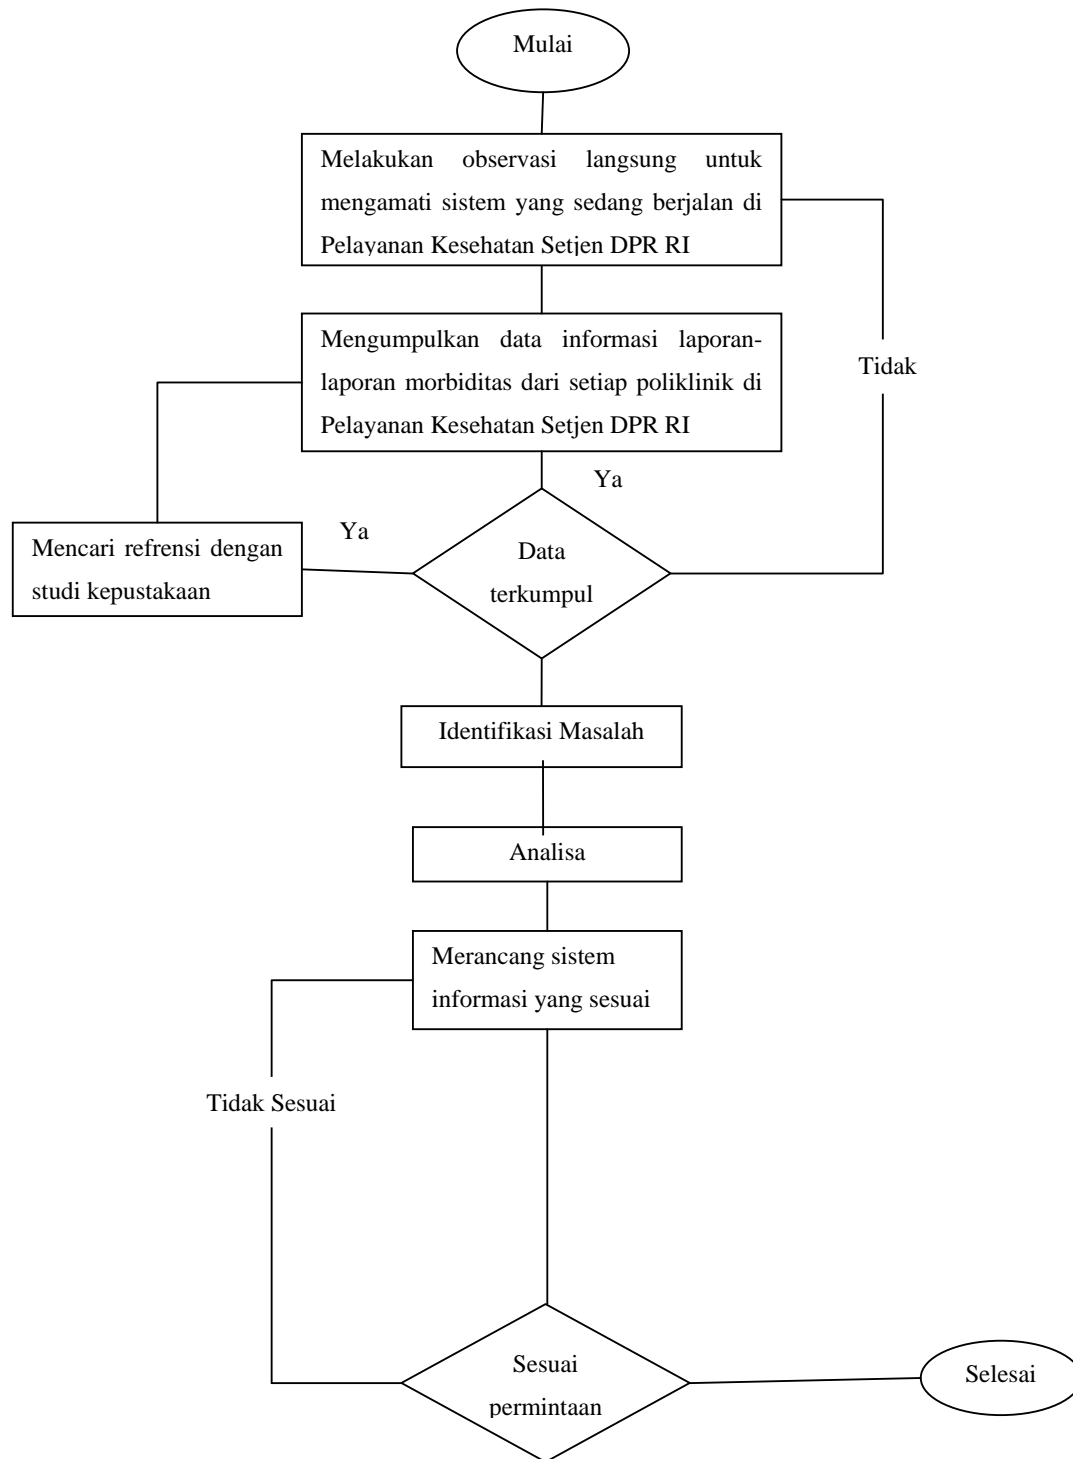 Mulai
Melakukan observasi langsung untuk
mengamati sistem yang sedang berjalan di
Pelayanan Kesehatan Setjen DPR RI
Mengumpulkan data informasi laporan-
laporan morbiditas dari setiap poliklinik di
Pelayanan Kesehatan Setjen DPR RI
Tidak
Ya
Ya
Mencari refrensi dengan
studi kepustakaan
Data
terkumpul
Identifikasi Masalah
Analisa
Merancang sistem
informasi yang sesuai
Tidak Sesuai
Sesuai
permintaan
Selesai